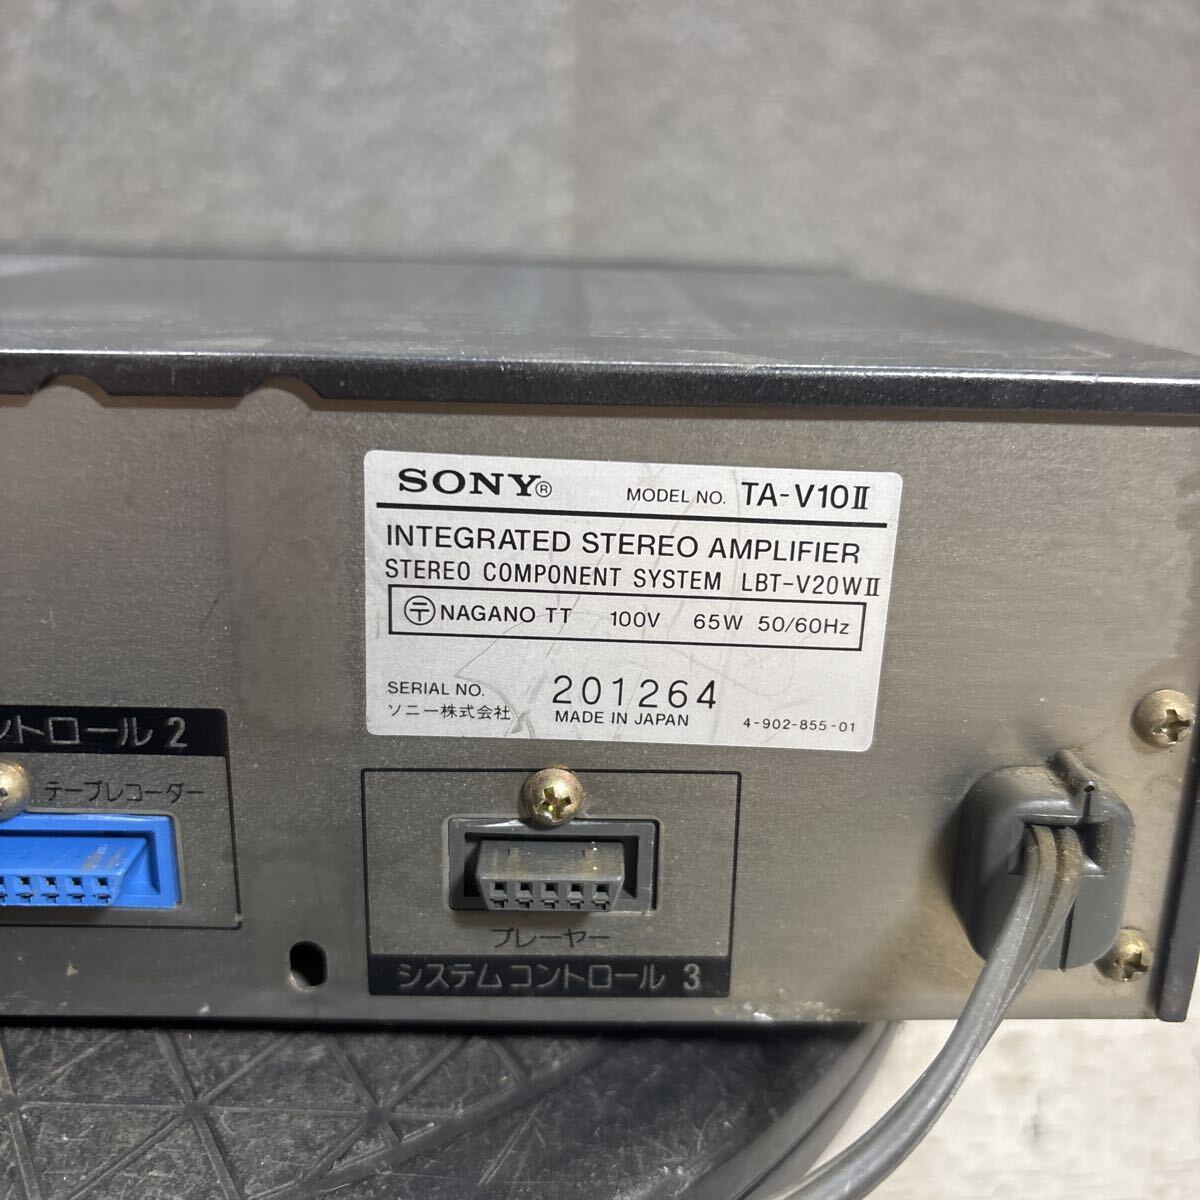 SONY® MODEL NO. TA-V10II
INTEGRATED STEREO AMPLIFIER
STEREO COMPONENT SYSTEM LBT-V20WII
〒 NAGANO TT 100V 65W 50/60Hz
SERIAL NO. 201264
ソニー株式会社 MADE IN JAPAN 4-902-855-01
ントロール 2
テープレコーダー
プレーヤー
システムコントロール 3